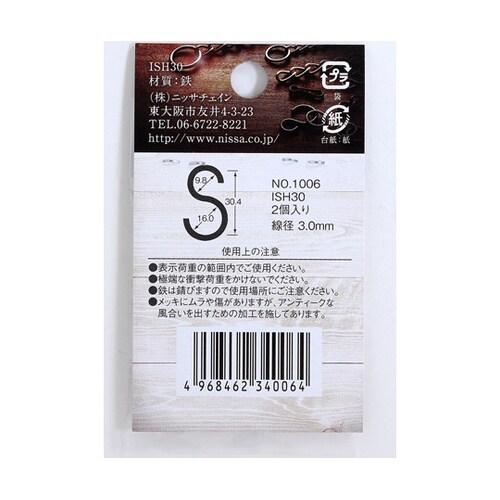 ISH30
材質：鉄
（株）ニッサチェイン
東大阪市友井4-3-23
TEL.06-6722-8221
http://www.nissa.co.jp/
プラ
袋
紙
台紙：紙
9.8
30.4
16.0
NO.1006
ISH30
2個入り
線径 3.0mm
使用上の注意
●表示荷重の範囲内でご使用ください。
●極端な衝撃荷重をかけないでください。
●鉄は錆びますので使用場所にご注意ください。
●メッキにムラや傷がありますが、アンティークな
風合いを出すための加工を施してあります。
4 968462 340064